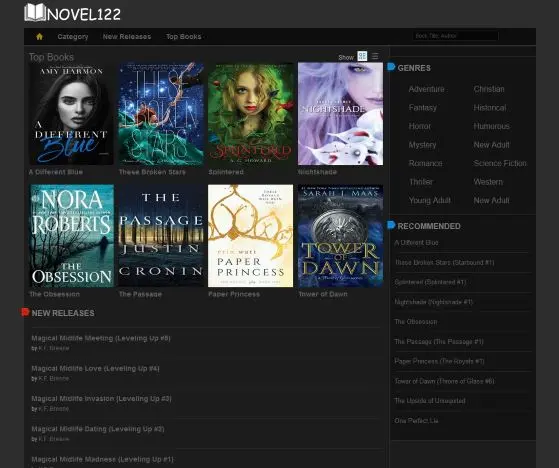 NOVEL122
Category New Releases Top Books
Book Title, Author
Top Books
Show
AMY HARMON
A
DIFFERENT
Blue
THE
BROKEN
STARS
SPLINTERED
A. G. HOWARD
NIGHTSHADE
A Different Blue These Broken Stars Splintered Nightshade
NORA
ROBERTS
THE
OBSESSION
THE
PASSAGE
JUSTIN
CRONIN
ERIN WATT
PAPER
PRINCESS
SARAH J. MAAS
TOWER
OF
DAWN
The Obsession The Passage Paper Princess Tower of Dawn
NEW RELEASES
Magical Midlife Meeting (Leveling Up #5)
by K.F. Breene
Magical Midlife Love (Leveling Up #4)
by K.F. Breene
Magical Midlife Invasion (Leveling Up #3)
by K.F. Breene
Magical Midlife Dating (Leveling Up #2)
by K.F. Breene
Magical Midlife Madness (Leveling Up #1)
GENRES
Adventure Christian
Fantasy Historical
Horror Humorous
Mystery New Adult
Romance Science Fiction
Thriller Western
Young Adult New Adult
RECOMMENDED
A Different Blue
These Broken Stars (Starbound #1)
Splintered (Splintered #1)
Nightshade (Nightshade #1)
The Obsession
The Passage (The Passage #1)
Paper Princess (The Royals #1)
Tower of Dawn (Throne of Glass #6)
The Upside of Unrequited
One Perfect Lie